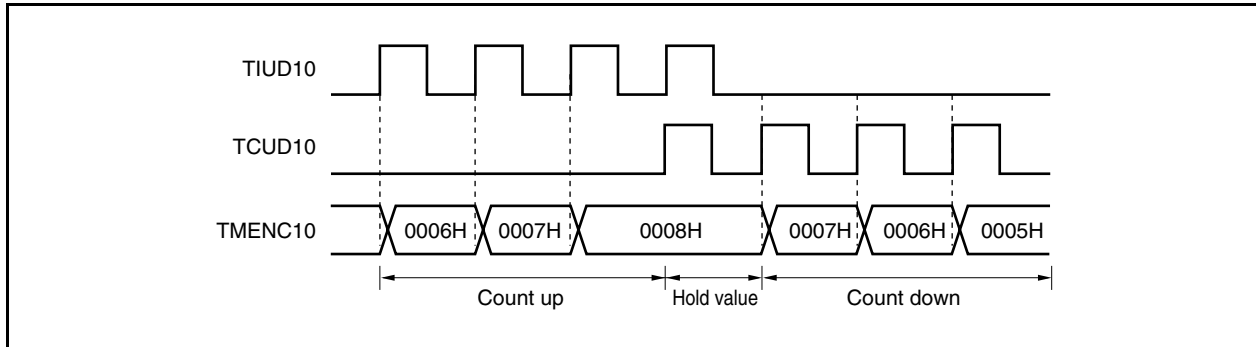 TIUD10
TCUD10
TMENC10 0006H 0007H 0008H 0007H 0006H 0005H
Count up Hold value Count down